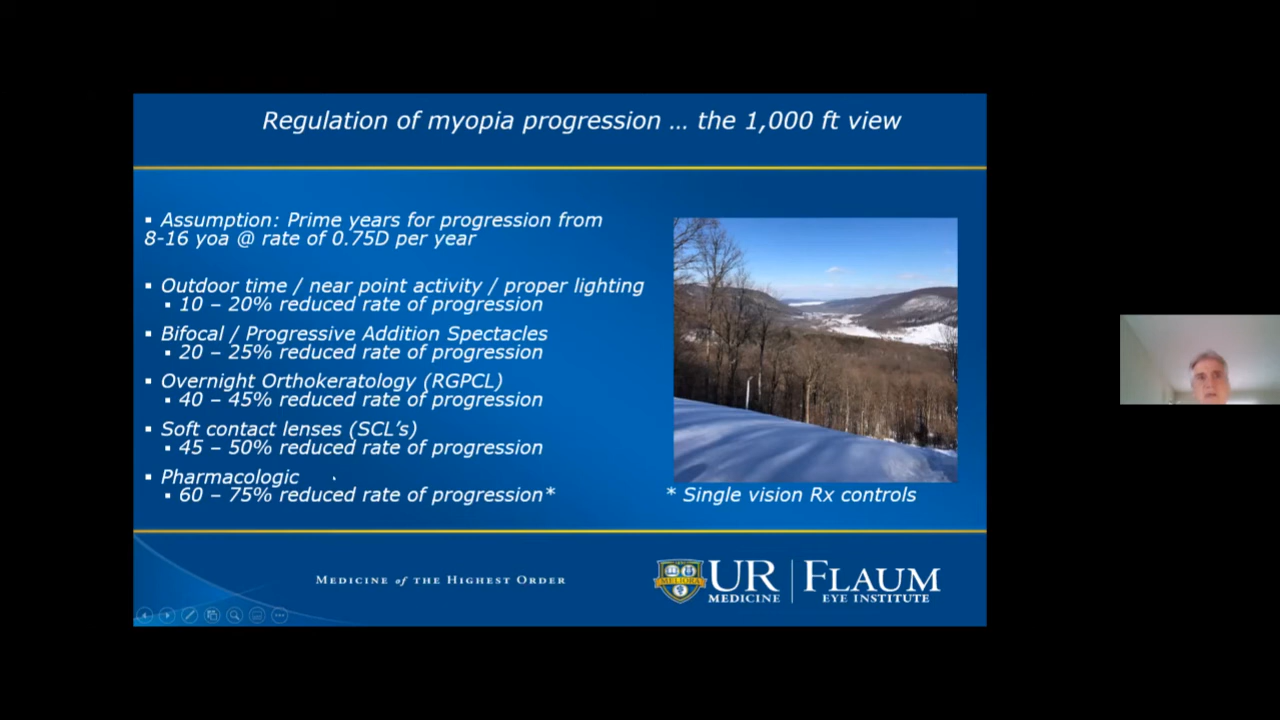 Regulation of myopia progression … the 1,000 ft view
▪ Assumption: Prime years for progression from
8-16 yoa @ rate of 0.75D per year
▪ Outdoor time / near point activity / proper lighting
▪ 10 – 20% reduced rate of progression
▪ Bifocal / Progressive Addition Spectacles
▪ 20 – 25% reduced rate of progression
▪ Overnight Orthokeratology (RGPCL)
▪ 40 – 45% reduced rate of progression
▪ Soft contact lenses (SCL's)
▪ 45 – 50% reduced rate of progression
▪ Pharmacologic
▪ 60 – 75% reduced rate of progression*
* Single vision Rx controls
MEDICINE of THE HIGHEST ORDER
MELIORA
UR
MEDICINE
FLAUM
EYE INSTITUTE